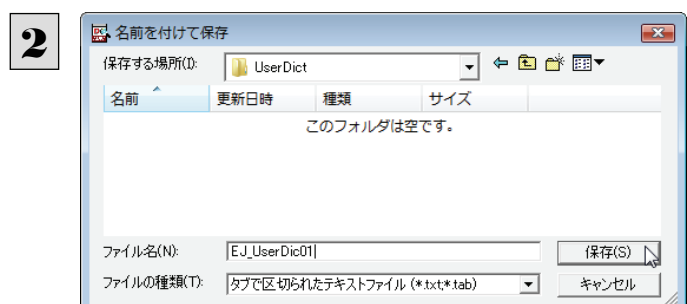 2
名前を付けて保存
保存する場所(I): UserDict
名前 更新日時 種類 サイズ
このフォルダは空です。
ファイル名(N): EJ_UserDic01 保存(S)
ファイルの種類(T): タブで区切られたテキストファイル (*.txt;*.tab) キャンセル